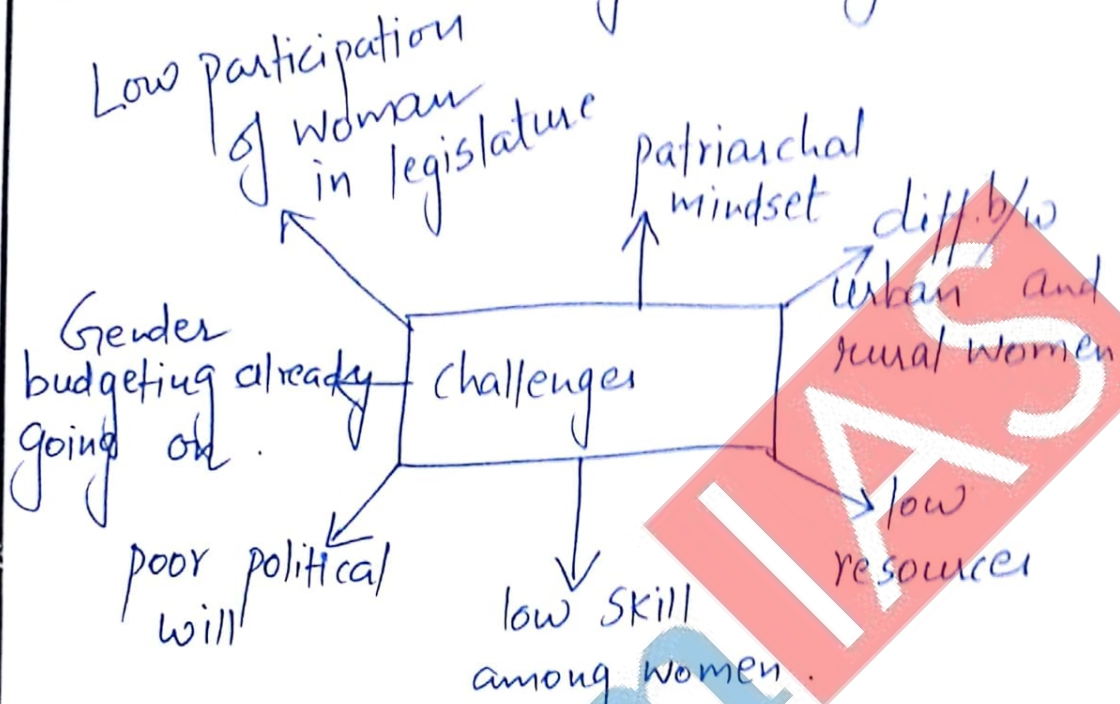 Low participation
of woman
in legislature
patriarchal
mindset
diff. b/w
urban and
rural women
Gender
budgeting already
going on.
challenges
low
resources
poor political
will
low skill
among women.
IAS